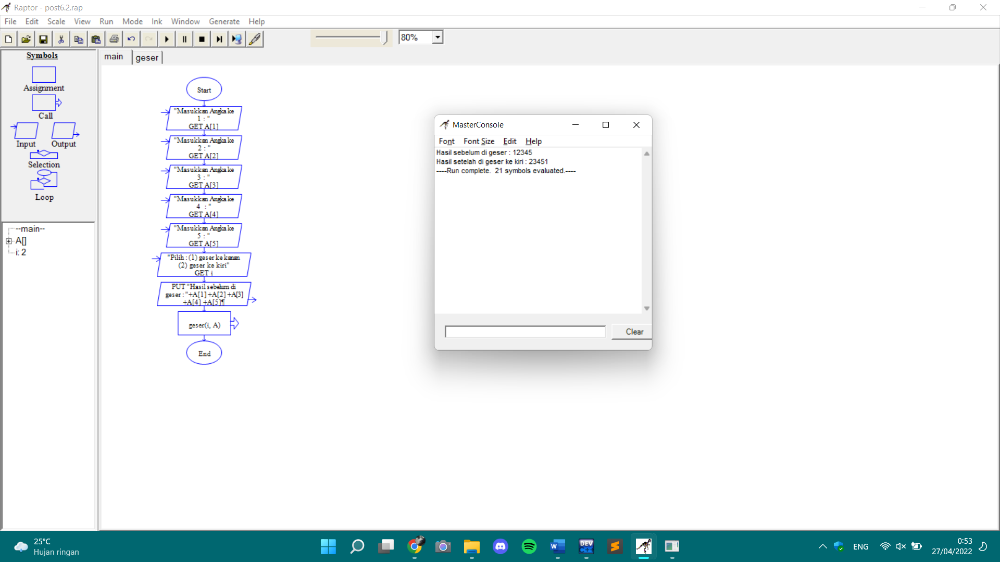 Raptor - post6.2.rap
File Edit Scale View Run Mode Ink Window Generate Help
80%
Symbols
Assignment
Call
Input Output
Selection
Loop
--main--
A[]
i: 2
main geser
Start
"Masukkan Angka ke
1 : "
GET A[1]
"Masukkan Angka ke
2 : "
GET A[2]
"Masukkan Angka ke
3 : "
GET A[3]
"Masukkan Angka ke
4 : "
GET A[4]
"Masukkan Angka ke
5 : "
GET A[5]
"Pilih : (1) geser ke kanan
(2) geser ke kiri"
GET i
PUT "Hasil sebelum di
geser : "+A[1] +A[2] +A[3]
+A[4] +A[5]¶
geser(i, A)
End
MasterConsole
Font Font Size Edit Help
Hasil sebelum di geser : 12345
Hasil setelah di geser ke kiri : 23451
----Run complete. 21 symbols evaluated.----
Clear
25°C
Hujan ringan
DEV
C++
W
S
ENG
0:53
27/04/2022